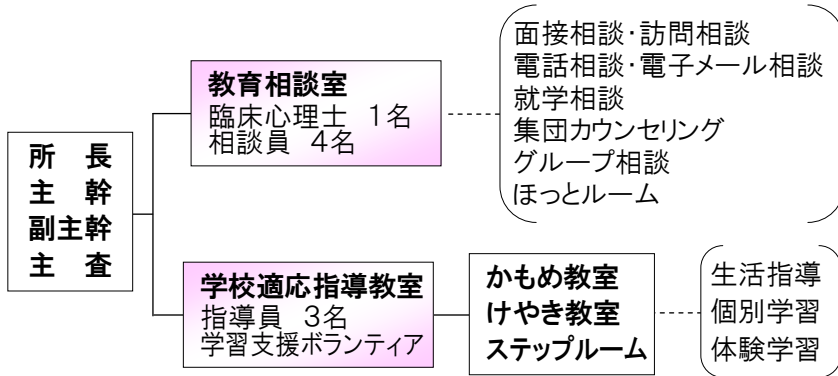 所　長
主　幹
副主幹
主　査
教育相談室
臨床心理士　1名
相談員　4名
面接相談・訪問相談
電話相談・電子メール相談
就学相談
集団カウンセリング
グループ相談
ほっとルーム
学校適応指導教室
指導員　3名
学習支援ボランティア
かもめ教室
けやき教室
ステップルーム
生活指導
個別学習
体験学習